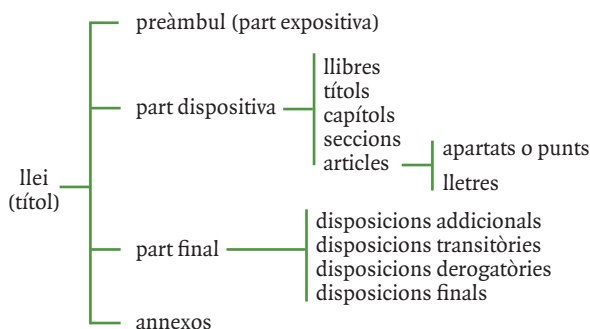 llei
(títol)
preàmbul (part expositiva)
part dispositiva
llibres
títols
capítols
seccions
articles
apartats o punts
lletres
part final
disposicions addicionals
disposicions transitòries
disposicions derogatòries
disposicions finals
annexos